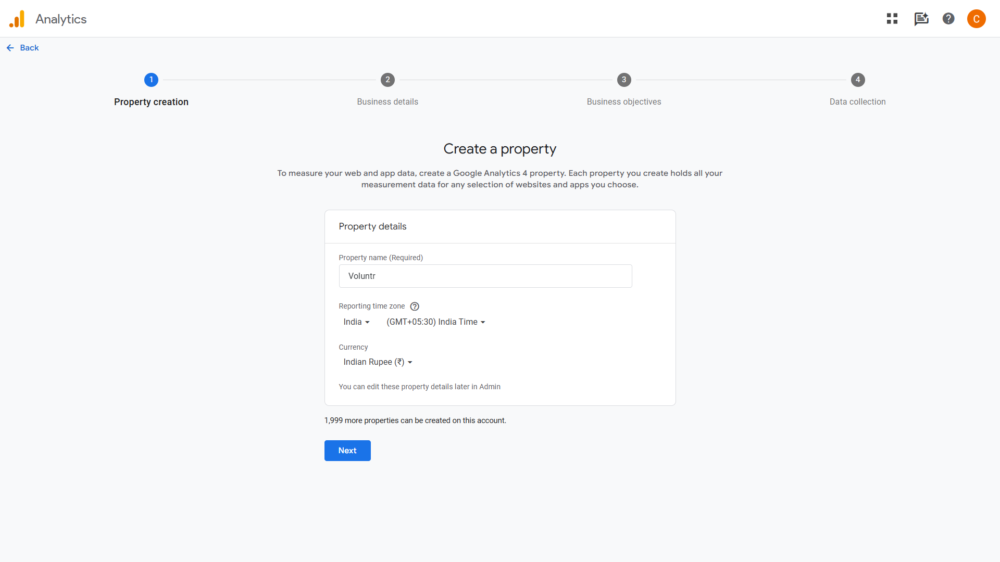 Analytics
C
Back
1
2
3
4
Property creation
Business details
Business objectives
Data collection
Create a property
To measure your web and app data, create a Google Analytics 4 property. Each property you create holds all your
measurement data for any selection of websites and apps you choose.
Property details
Property name (Required)
Voluntr
Reporting time zone
India
(GMT+05:30) India Time
Currency
Indian Rupee (₹)
You can edit these property details later in Admin
1,999 more properties can be created on this account.
Next